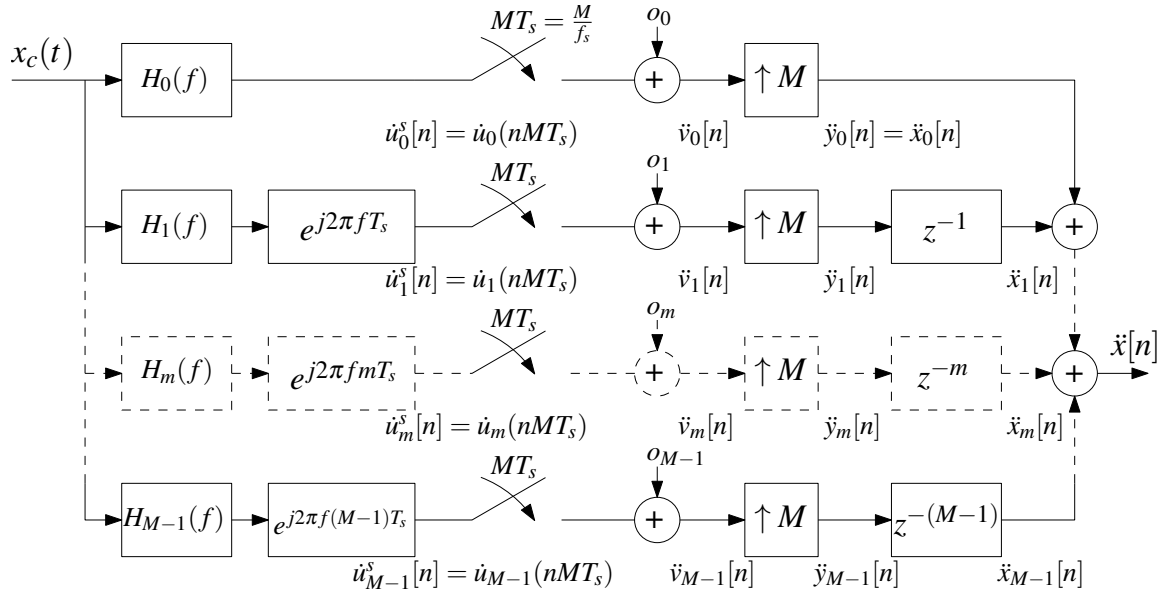 MT_s = M/f_s o_0
x_c(t) H_0(f) + ↑ M +
u̇_0^s[n] = u̇_0(nMT_s) v̈_0[n] ÿ_0[n] = ẍ_0[n]
MT_s o_1
H_1(f) e^{j2πfT_s} + ↑ M z^{-1} +
u̇_1^s[n] = u̇_1(nMT_s) v̈_1[n] ÿ_1[n] ẍ_1[n]
MT_s o_m
H_m(f) e^{j2πfmT_s} + ↑ M z^{-m} + ẍ[n]
u̇_m^s[n] = u̇_m(nMT_s) v̈_m[n] ÿ_m[n] ẍ_m[n]
MT_s o_{M-1}
H_{M-1}(f) e^{j2πf(M-1)T_s} + ↑ M z^{-(M-1)}
u̇_{M-1}^s[n] = u̇_{M-1}(nMT_s) v̈_{M-1}[n] ÿ_{M-1}[n] ẍ_{M-1}[n]